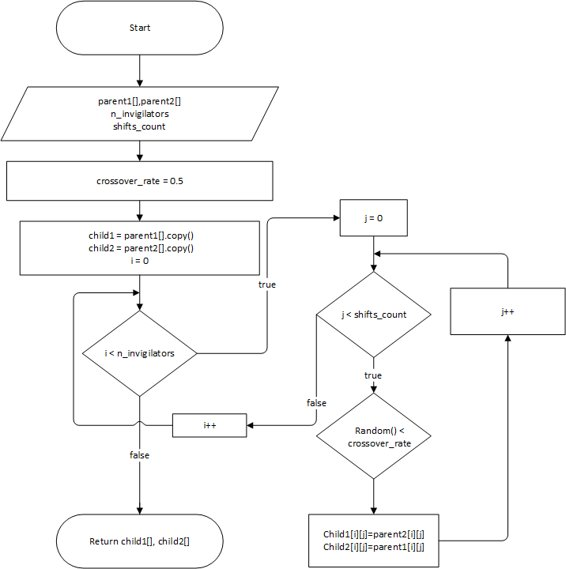 Start
parent1[],parent2[]
n_invigilators
shifts_count
crossover_rate = 0.5
child1 = parent1[].copy()
child2 = parent2[].copy()
i = 0
true
i < n_invigilators
false
i++
Return child1[], child2[]
j = 0
j < shifts_count
j++
true
false
Random() <
crossover_rate
Child1[i][j]=parent2[i][j]
Child2[i][j]=parent1[i][j]